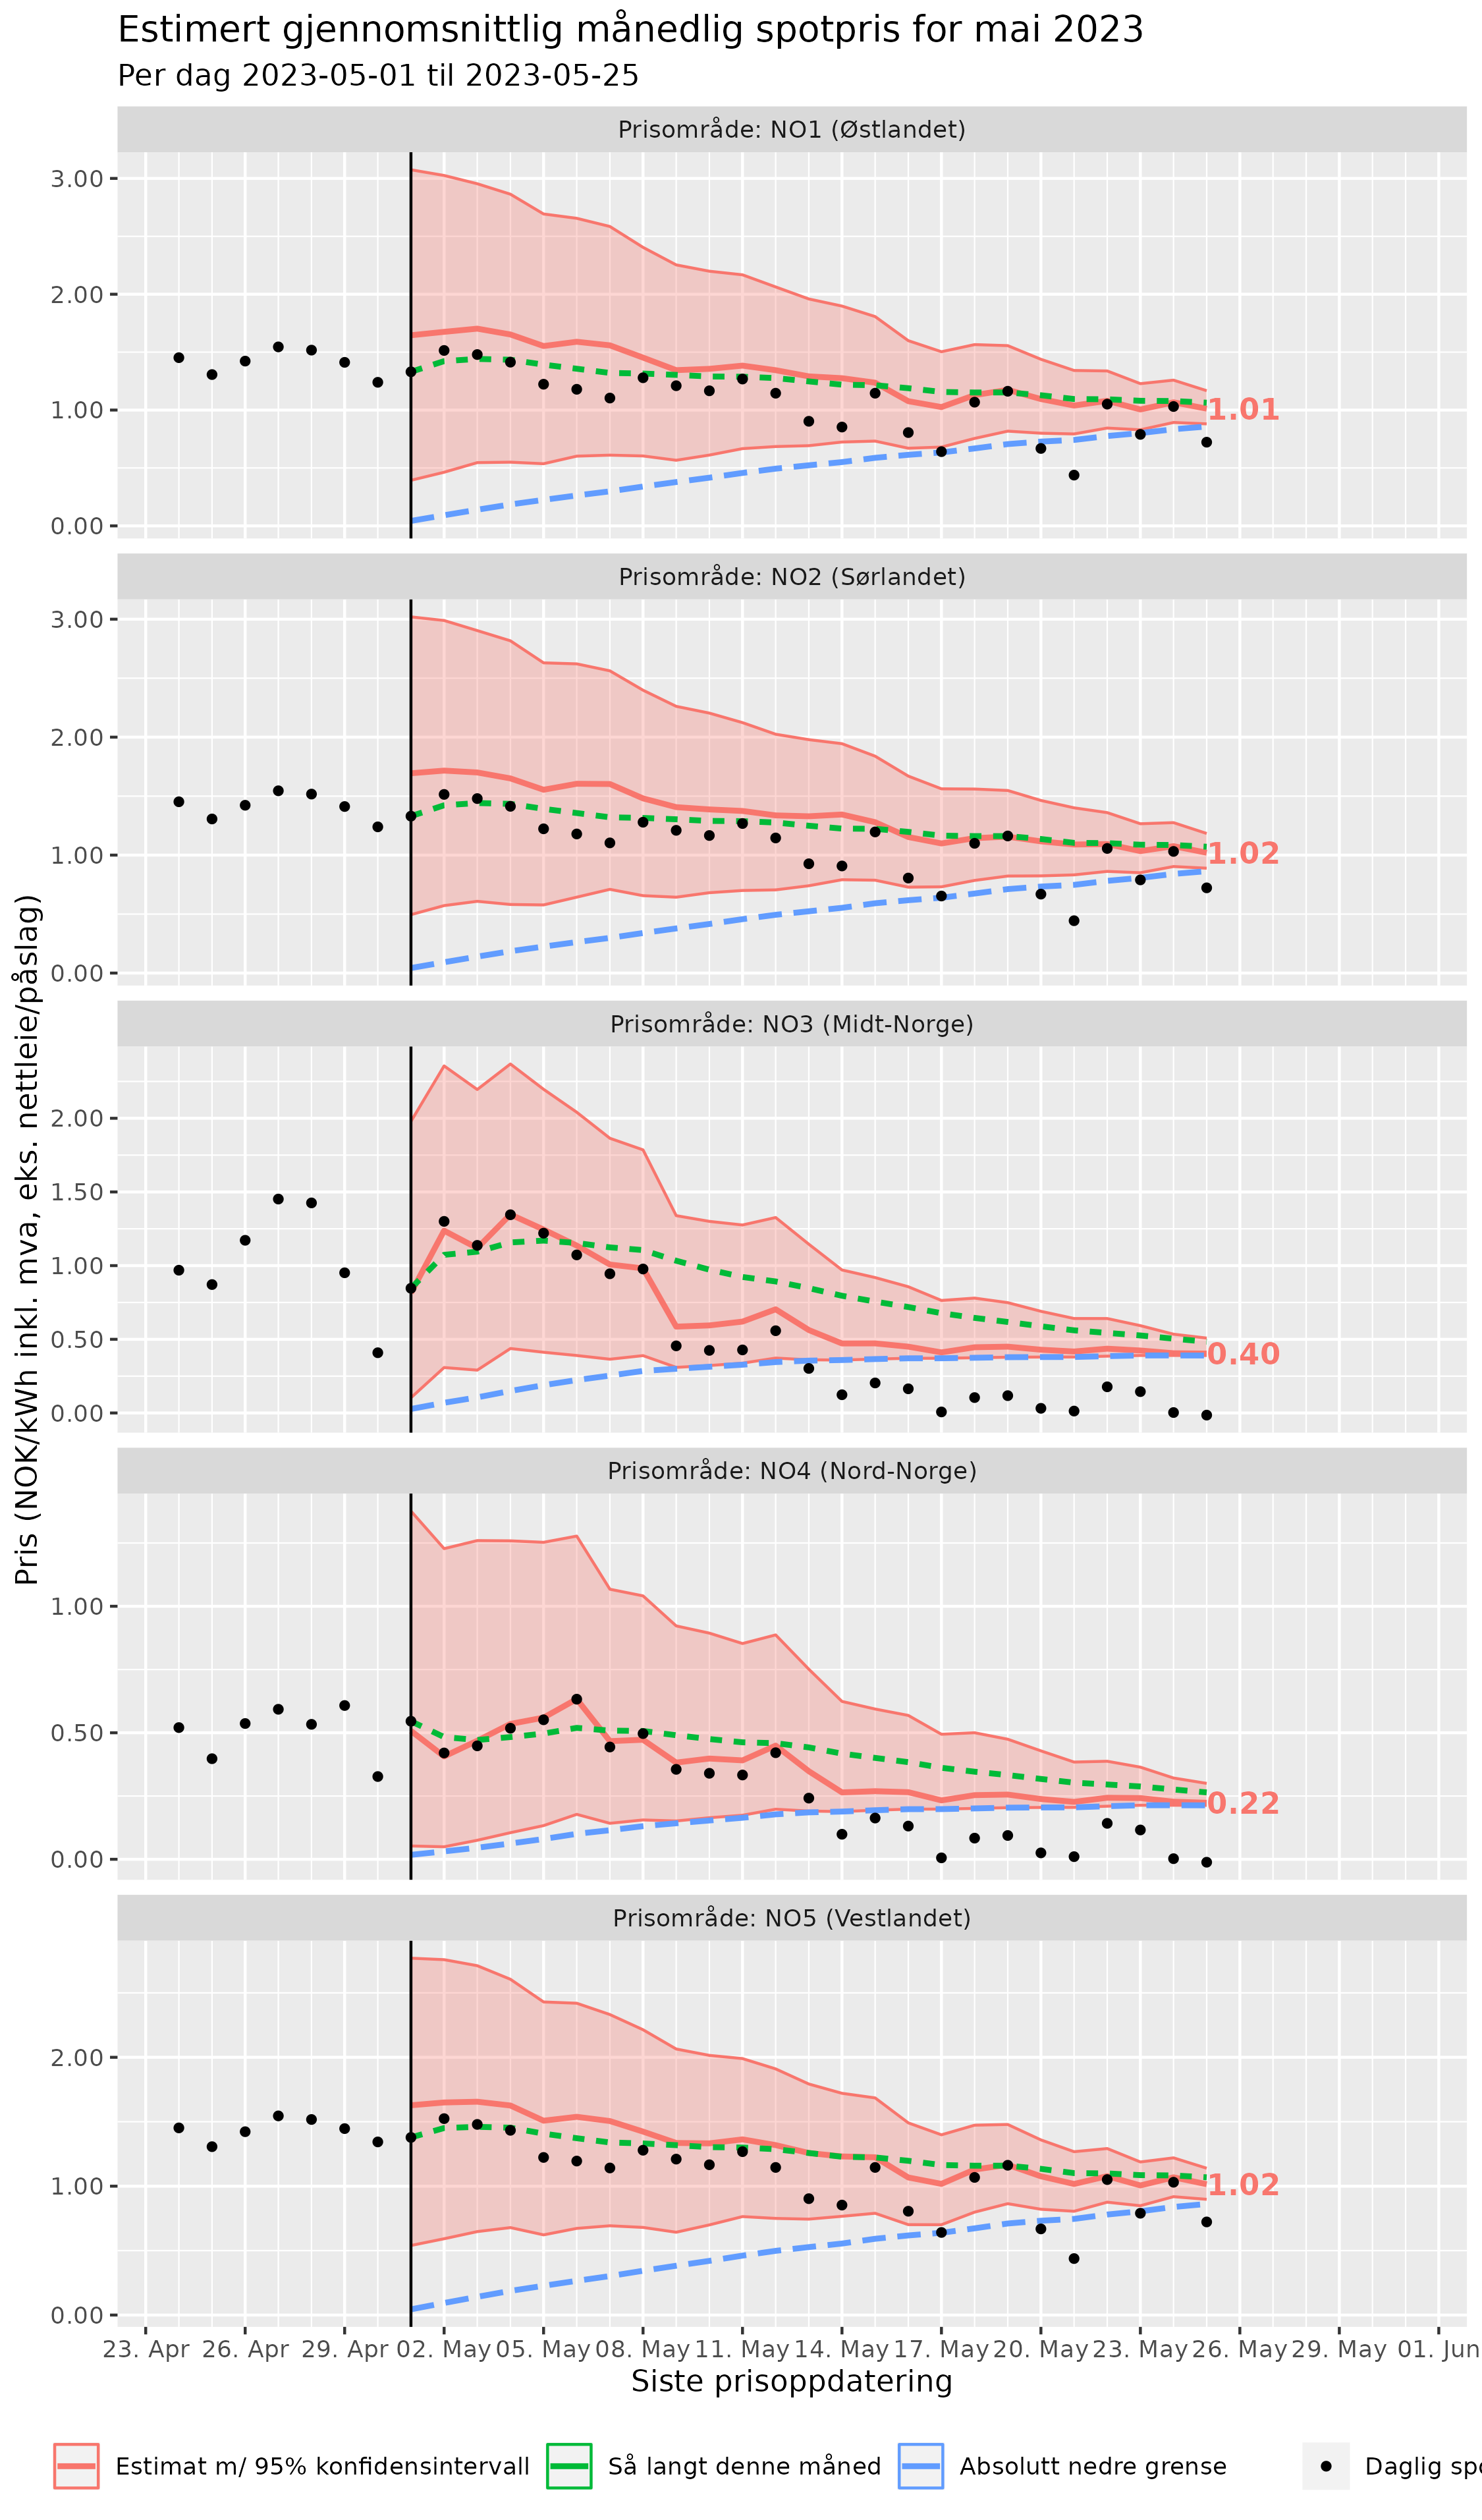 Estimert gjennomsnittlig månedlig spotpris for mai 2023
Per dag 2023-05-01 til 2023-05-25
Pris (NOK/kWh inkl. mva, eks. nettleie/påslag)
Prisområde: NO1 (Østlandet)
3.00
2.00
1.00
0.00
1.01
Prisområde: NO2 (Sørlandet)
3.00
2.00
1.00
0.00
1.02
Prisområde: NO3 (Midt-Norge)
2.00
1.50
1.00
0.50
0.00
0.40
Prisområde: NO4 (Nord-Norge)
1.00
0.50
0.00
0.22
Prisområde: NO5 (Vestlandet)
2.00
1.00
0.00
1.02
23. Apr 26. Apr 29. Apr 02. May 05. May 08. May 11. May 14. May 17. May 20. May 23. May 26. May 29. May 01. Jun
Siste prisoppdatering
Estimat m/ 95% konfidensintervall Så langt denne måned Absolutt nedre grense Daglig